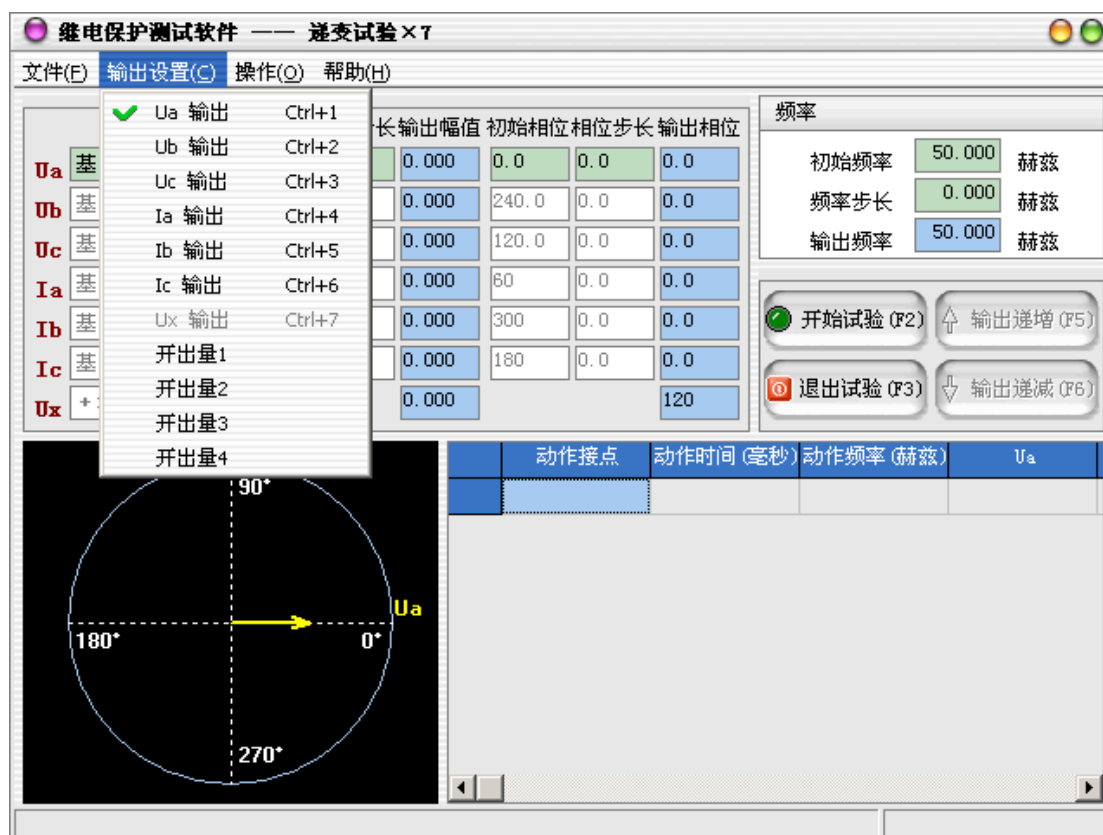 继电保护测试软件 —— 递变试验×7
文件(F) 输出设置(C) 操作(O) 帮助(H)
Ua 输出 Ctrl+1
Ub 输出 Ctrl+2
Uc 输出 Ctrl+3
Ia 输出 Ctrl+4
Ib 输出 Ctrl+5
Ic 输出 Ctrl+6
Ux 输出 Ctrl+7
开出量1
开出量2
开出量3
开出量4
长 输出幅值 初始相位 相位步长 输出相位
Ua 基 0.000 0.0 0.0 0.0
Ub 基 0.000 240.0 0.0 0.0
Uc 基 0.000 120.0 0.0 0.0
Ia 基 0.000 60 0.0 0.0
Ib 基 0.000 300 0.0 0.0
Ic 基 0.000 180 0.0 0.0
Ux + 0.000 120
频率
初始频率 50.000 赫兹
频率步长 0.000 赫兹
输出频率 50.000 赫兹
开始试验(F2) 输出递增(F5)
退出试验(F3) 输出递减(F6)
90°
Ua
180° 0°
270°
动作接点 动作时间(毫秒) 动作频率(赫兹) Ua